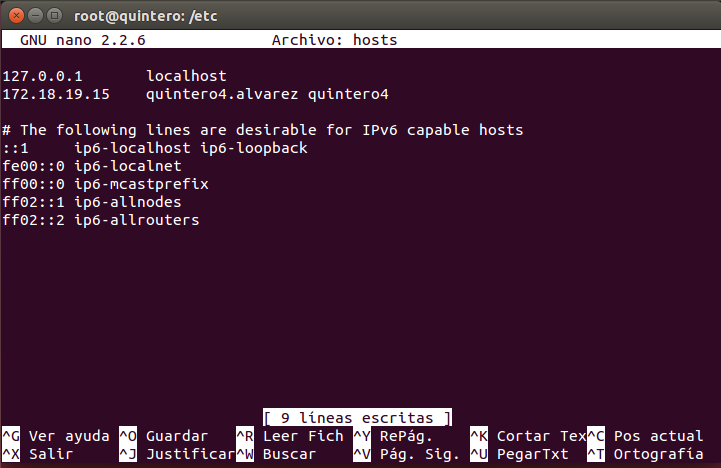 root@quintero: /etc
GNU nano 2.2.6 Archivo: hosts
127.0.0.1 localhost
172.18.19.15 quintero4.alvarez quintero4
# The following lines are desirable for IPv6 capable hosts
::1 ip6-localhost ip6-loopback
fe00::0 ip6-localnet
ff00::0 ip6-mcastprefix
ff02::1 ip6-allnodes
ff02::2 ip6-allrouters
[ 9 líneas escritas ]
^G Ver ayuda ^O Guardar ^R Leer Fich ^Y RePág. ^K Cortar Tex ^C Pos actual
^X Salir ^J Justificar ^W Buscar ^V Pág. Sig. ^U PegarTxt ^T Ortografía